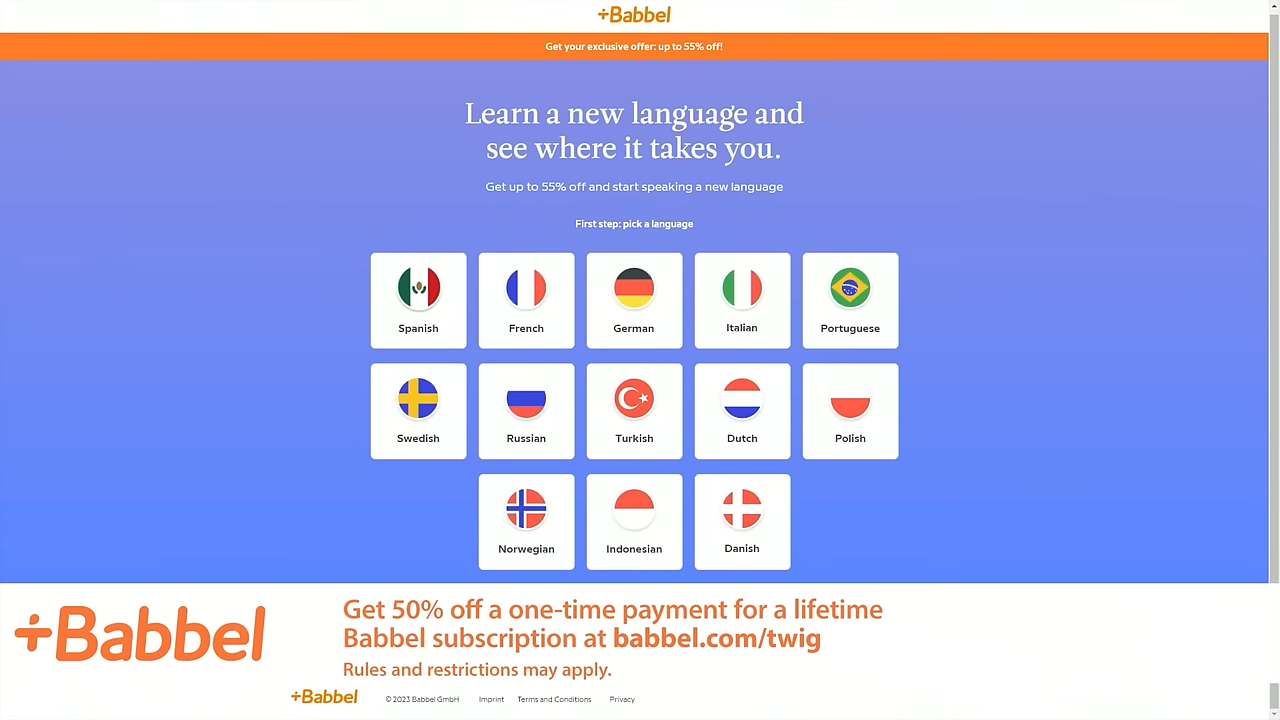 +Babbel
Get your exclusive offer: up to 55% off!
Learn a new language and
see where it takes you.
Get up to 55% off and start speaking a new language
First step: pick a language
Spanish
French
German
Italian
Portuguese
Swedish
Russian
Turkish
Dutch
Polish
Norwegian
Indonesian
Danish
+Babbel
Get 50% off a one-time payment for a lifetime
Babbel subscription at babbel.com/twig
Rules and restrictions may apply.
+Babbel
© 2023 Babbel GmbH
Imprint
Terms and Conditions
Privacy